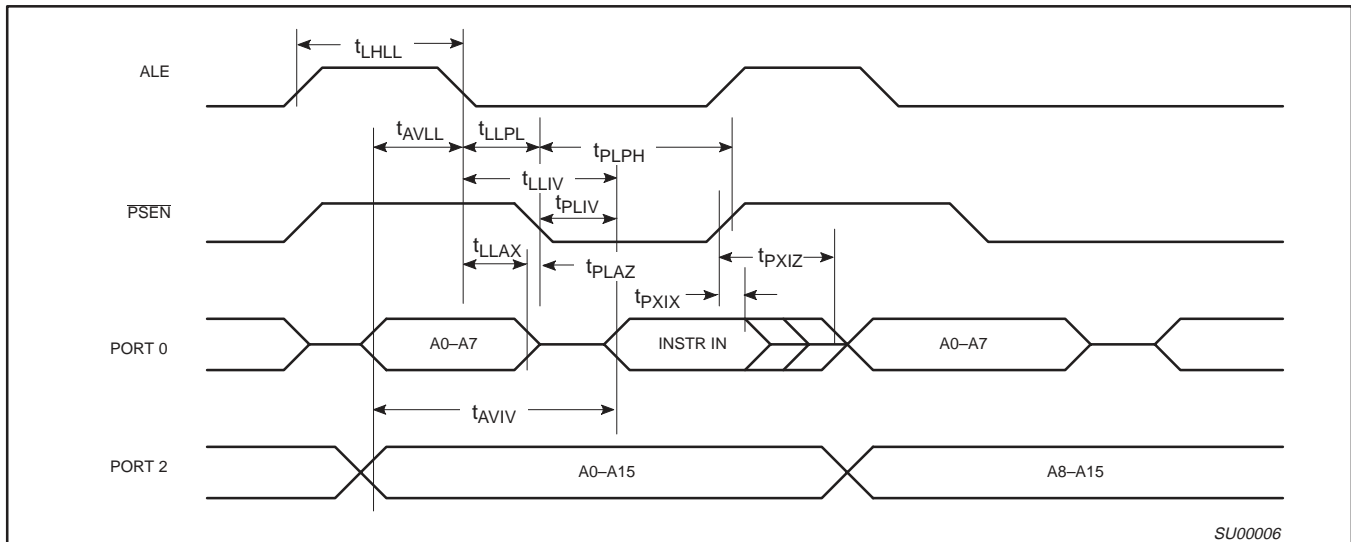 tLHLL
ALE
tAVLL
tLLPL
tPLPH
tLLIV
PSEN
tPLIV
tLLAX
tPLAZ
tPXIZ
tPXIX
PORT 0
A0–A7
INSTR IN
A0–A7
tAVIV
PORT 2
A0–A15
A8–A15
SU00006